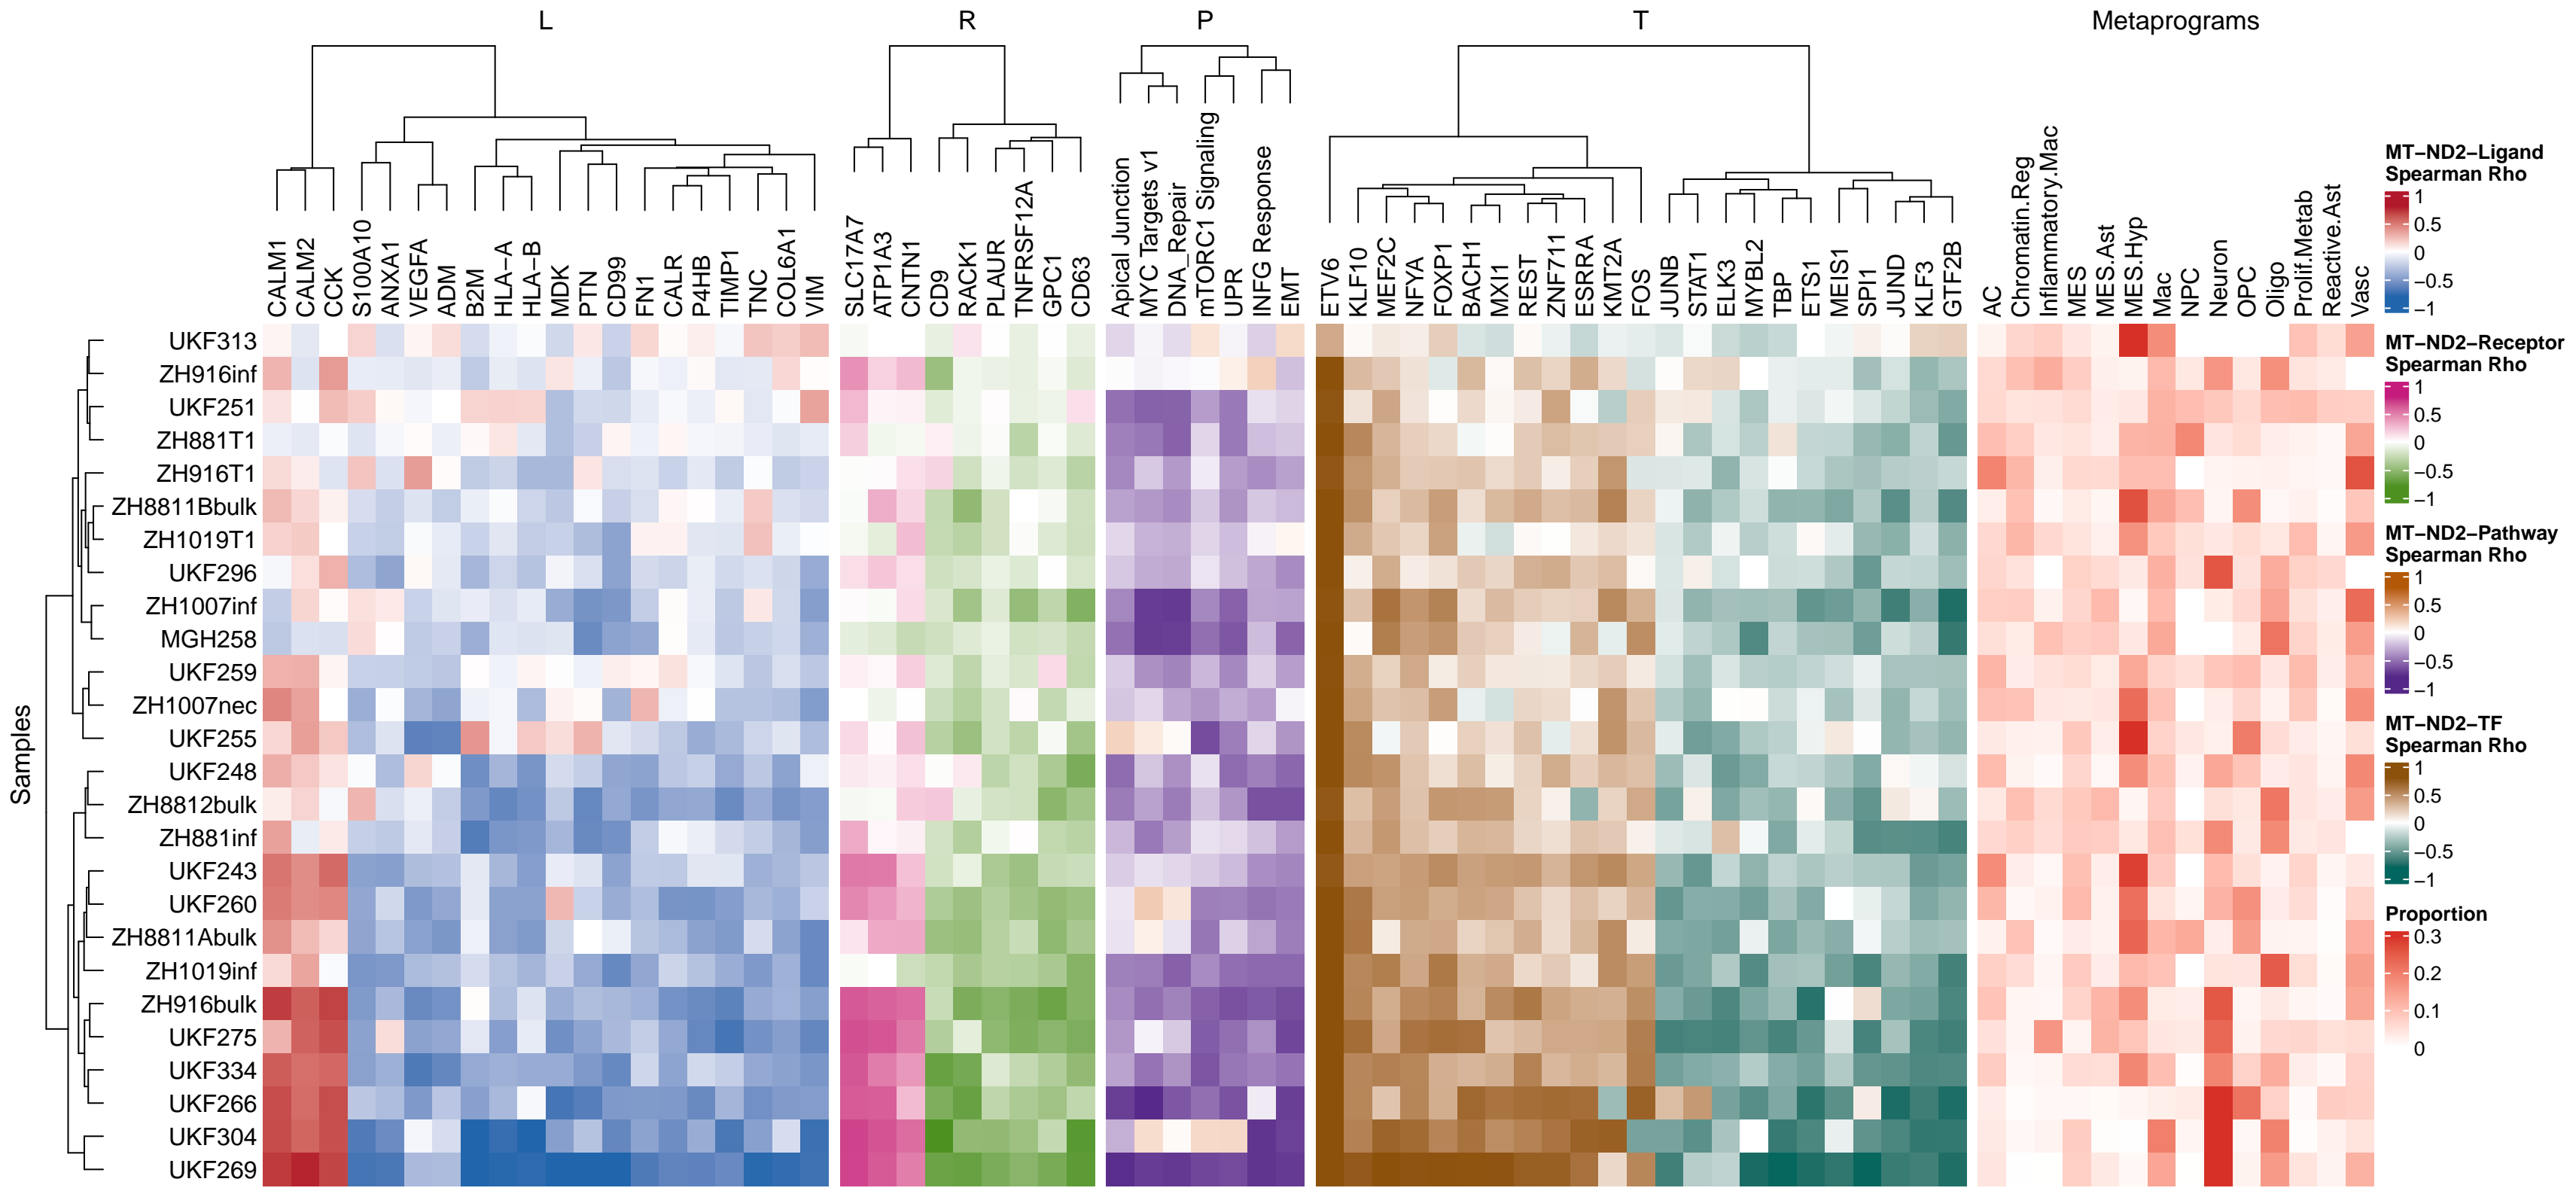 L
R
P
T
Metaprograms
CALM1
CALM2
CCK
S100A10
ANXA1
VEGFA
ADM
B2M
HLA−A
HLA−B
MDK
PTN
CD99
FN1
CALR
P4HB
TIMP1
TNC
COL6A1
VIM
SLC17A7
ATP1A3
CNTN1
CD9
RACK1
PLAUR
TNFRSF12A
GPC1
CD63
Apical Junction
MYC Targets v1
DNA_Repair
mTORC1 Signaling
UPR
INFG Response
EMT
ETV6
KLF10
MEF2C
NFYA
FOXP1
BACH1
MXI1
REST
ZNF711
ESRRA
KMT2A
FOS
JUNB
STAT1
ELK3
MYBL2
TBP
ETS1
MEIS1
SPI1
JUND
KLF3
GTF2B
AC
Chromatin.Reg
Inflammatory.Mac
MES
MES.Ast
MES.Hyp
Mac
NPC
Neuron
OPC
Oligo
Prolif.Metab
Reactive.Ast
Vasc
Samples
UKF313
ZH916inf
UKF251
ZH881T1
ZH916T1
ZH8811Bbulk
ZH1019T1
UKF296
ZH1007inf
MGH258
UKF259
ZH1007nec
UKF255
UKF248
ZH8812bulk
ZH881inf
UKF243
UKF260
ZH8811Abulk
ZH1019inf
ZH916bulk
UKF275
UKF334
UKF266
UKF304
UKF269
MT−ND2−Ligand
Spearman Rho
1
0.5
0
−0.5
−1
MT−ND2−Receptor
Spearman Rho
1
0.5
0
−0.5
−1
MT−ND2−Pathway
Spearman Rho
1
0.5
0
−0.5
−1
MT−ND2−TF
Spearman Rho
1
0.5
0
−0.5
−1
Proportion
0.3
0.2
0.1
0